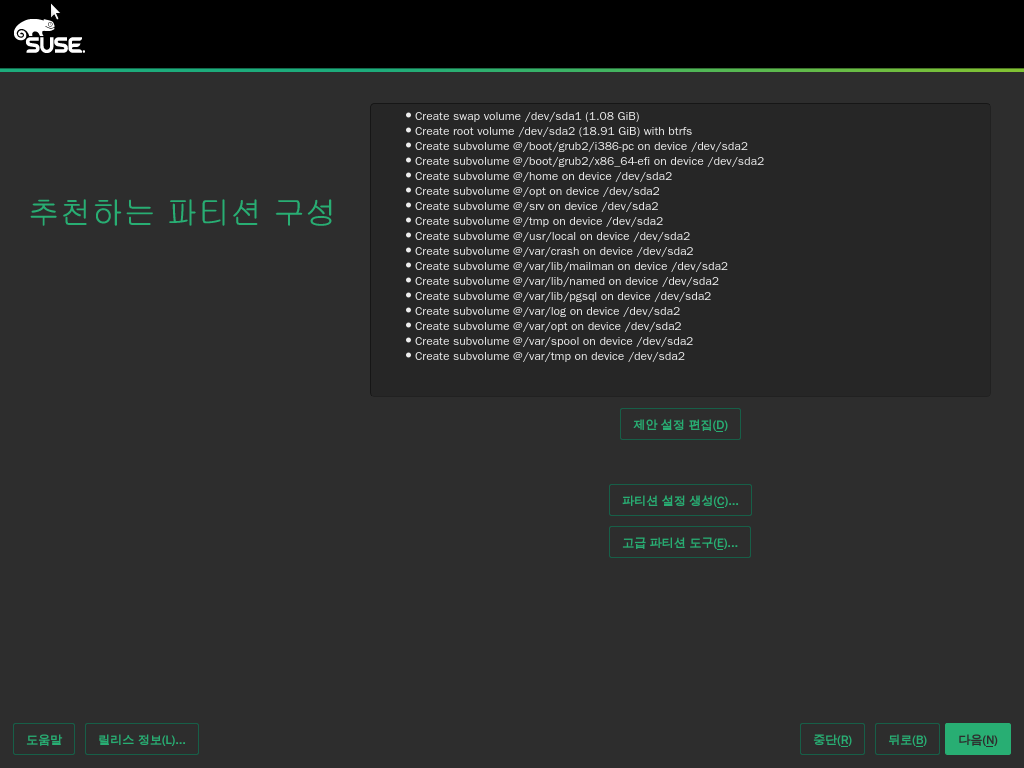 SUSE.
추천하는 파티션 구성
• Create swap volume /dev/sda1 (1.08 GiB)
• Create root volume /dev/sda2 (18.91 GiB) with btrfs
• Create subvolume @/boot/grub2/i386-pc on device /dev/sda2
• Create subvolume @/boot/grub2/x86_64-efi on device /dev/sda2
• Create subvolume @/home on device /dev/sda2
• Create subvolume @/opt on device /dev/sda2
• Create subvolume @/srv on device /dev/sda2
• Create subvolume @/tmp on device /dev/sda2
• Create subvolume @/usr/local on device /dev/sda2
• Create subvolume @/var/crash on device /dev/sda2
• Create subvolume @/var/lib/mailman on device /dev/sda2
• Create subvolume @/var/lib/named on device /dev/sda2
• Create subvolume @/var/lib/pgsql on device /dev/sda2
• Create subvolume @/var/log on device /dev/sda2
• Create subvolume @/var/opt on device /dev/sda2
• Create subvolume @/var/spool on device /dev/sda2
• Create subvolume @/var/tmp on device /dev/sda2
제안 설정 편집(D)
파티션 설정 생성(C)...
고급 파티션 도구(E)...
도움말
릴리스 정보(L)...
중단(R)
뒤로(B)
다음(N)